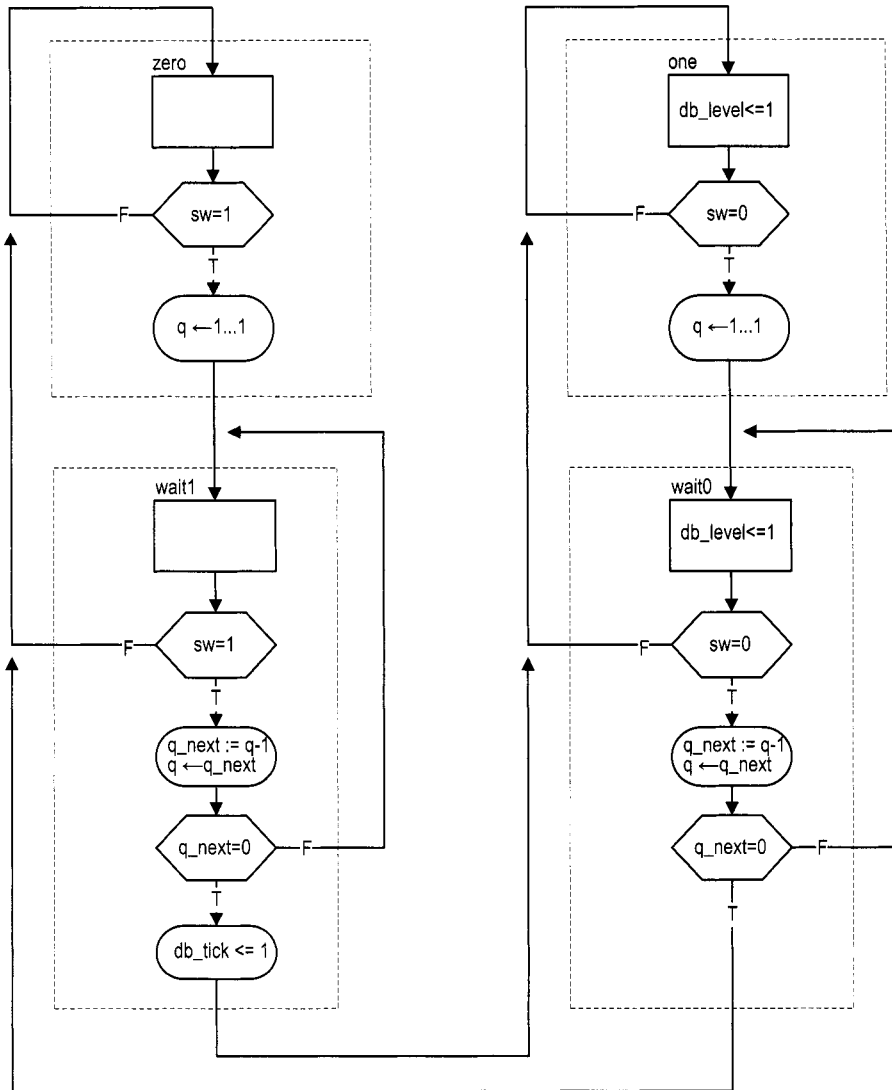 zero
sw=1
F
T
q ←1...1
wait1
sw=1
F
T
q_next := q-1
q ←q_next
q_next=0
F
T
db_tick <= 1
one
db_level<=1
sw=0
F
T
q ←1...1
wait0
db_level<=1
sw=0
F
T
q_next := q-1
q ←q_next
q_next=0
F
T